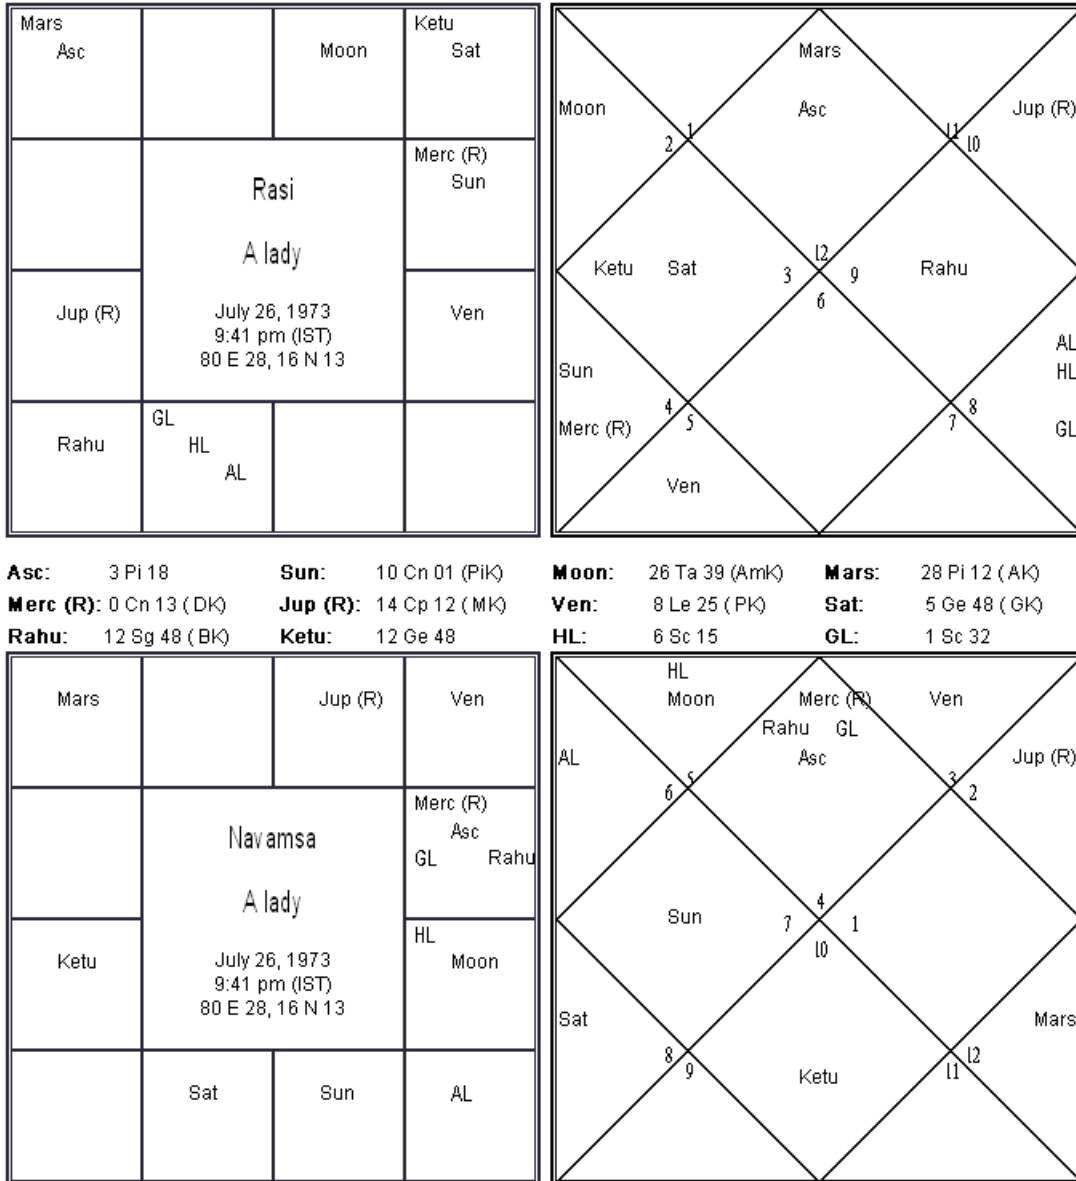 Mars
Asc
Moon
Ketu
Sat
Merc (R)
Sun
Rasi
A lady
July 26, 1973
9:41 pm (IST)
80 E 28, 16 N 13
Jup (R)
Ven
Rahu
GL
HL
AL
Mars
Asc
Moon
Jup (R)
1
2
11
10
Ketu Sat
12
3
9
6
Rahu
Sun
Merc (R)
4
5
Ven
AL
HL
GL
8
7
Asc: 3 Pi 18 Sun: 10 Cn 01 (PiK) Moon: 26 Ta 39 (AmK) Mars: 28 Pi 12 (AK)
Merc (R): 0 Cn 13 (DK) Jup (R): 14 Cp 12 (MK) Ven: 8 Le 25 (PK) Sat: 5 Ge 48 (GK)
Rahu: 12 Sg 48 (BK) Ketu: 12 Ge 48 HL: 6 Sc 15 GL: 1 Sc 32
Mars
Jup (R)
Ven
Merc (R)
Asc
GL Rahu
Navamsa
A lady
July 26, 1973
9:41 pm (IST)
80 E 28, 16 N 13
Ketu
HL
Moon
Sat
Sun
AL
HL
Moon
Merc (R)
Rahu GL
Asc
Ven
AL
Jup (R)
5
6
3
2
Sun
4
7
1
10
Sat
Mars
8
9
12
11
Ketu